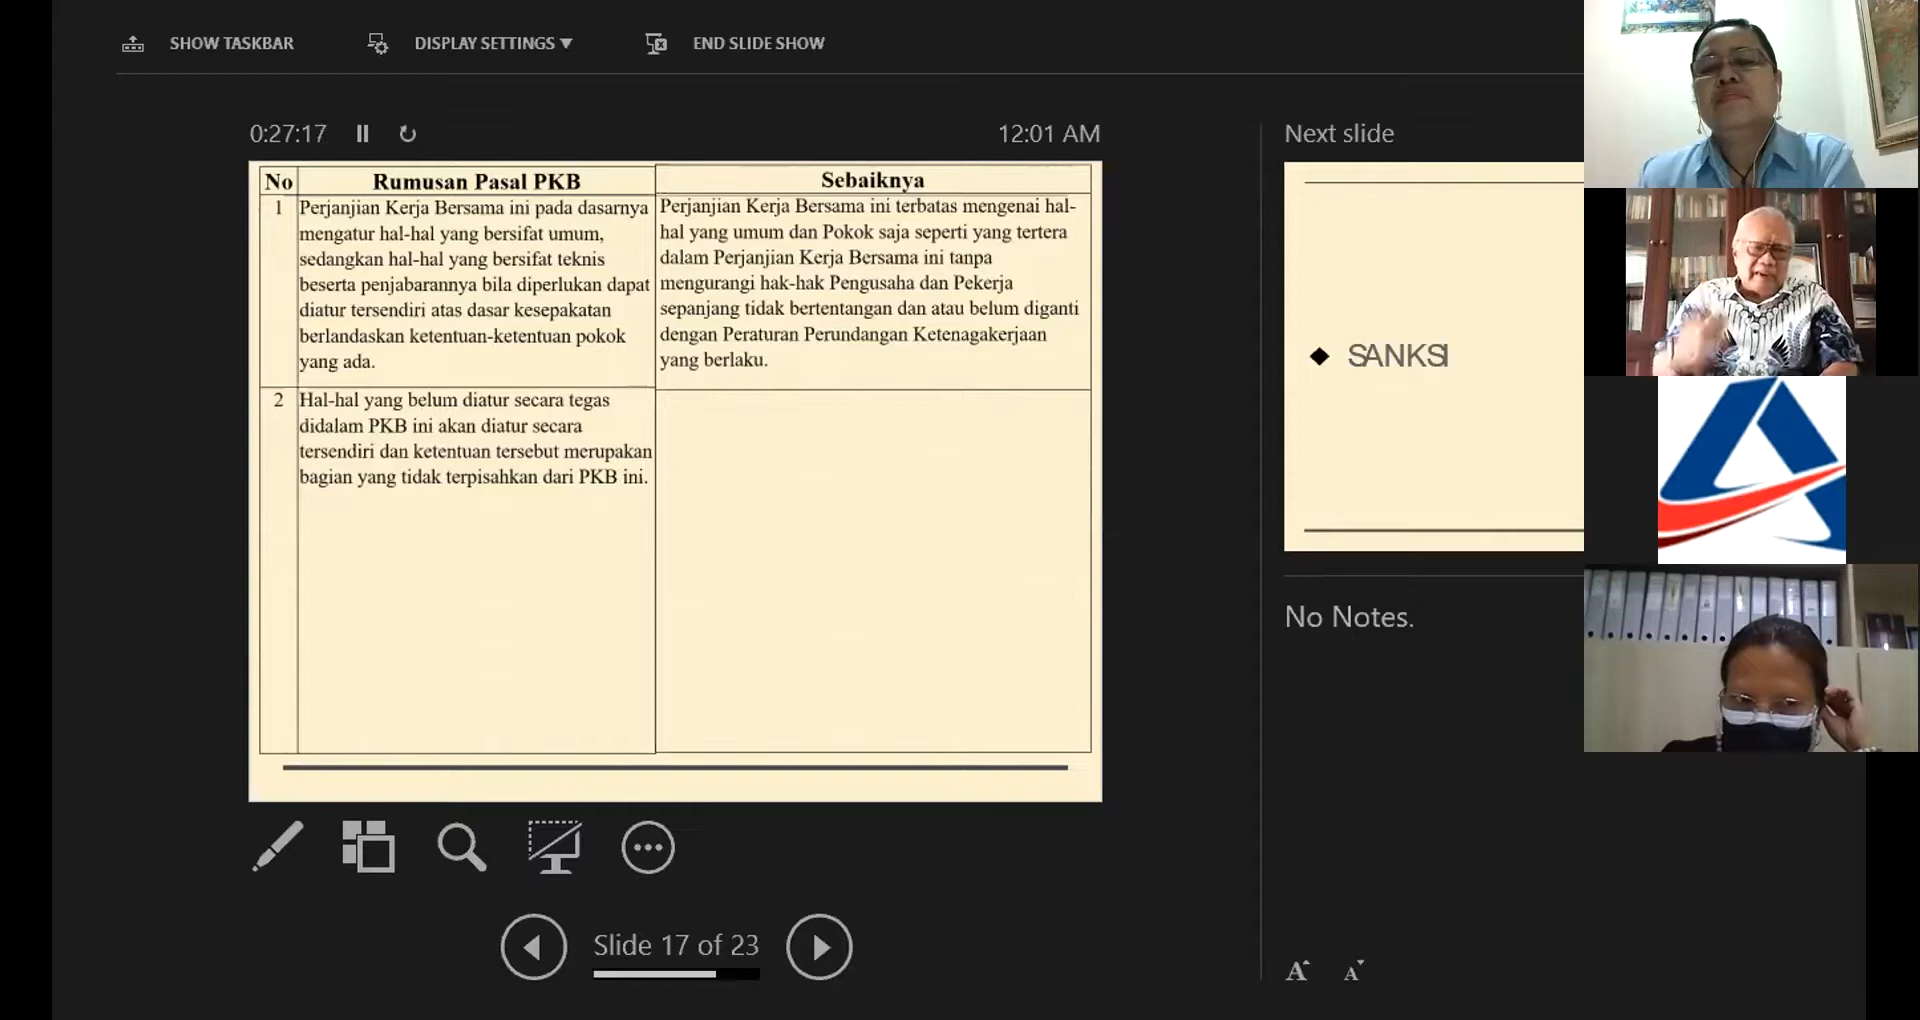 SHOW TASKBAR
DISPLAY SETTINGS ▼
END SLIDE SHOW
0:27:17
12:01 AM
No
Rumusan Pasal PKB
Sebaiknya
1
Perjanjian Kerja Bersama ini pada dasarnya
mengatur hal-hal yang bersifat umum,
sedangkan hal-hal yang bersifat teknis
beserta penjabarannya bila diperlukan dapat
diatur tersendiri atas dasar kesepakatan
berlandaskan ketentuan-ketentuan pokok
yang ada.
Perjanjian Kerja Bersama ini terbatas mengenai hal-
hal yang umum dan Pokok saja seperti yang tertera
dalam Perjanjian Kerja Bersama ini tanpa
mengurangi hak-hak Pengusaha dan Pekerja
sepanjang tidak bertentangan dan atau belum diganti
dengan Peraturan Perundangan Ketenagakerjaan
yang berlaku.
2
Hal-hal yang belum diatur secara tegas
didalam PKB ini akan diatur secara
tersendiri dan ketentuan tersebut merupakan
bagian yang tidak terpisahkan dari PKB ini.
Slide 17 of 23
Next slide
◆ SANKSI
No Notes.
A A